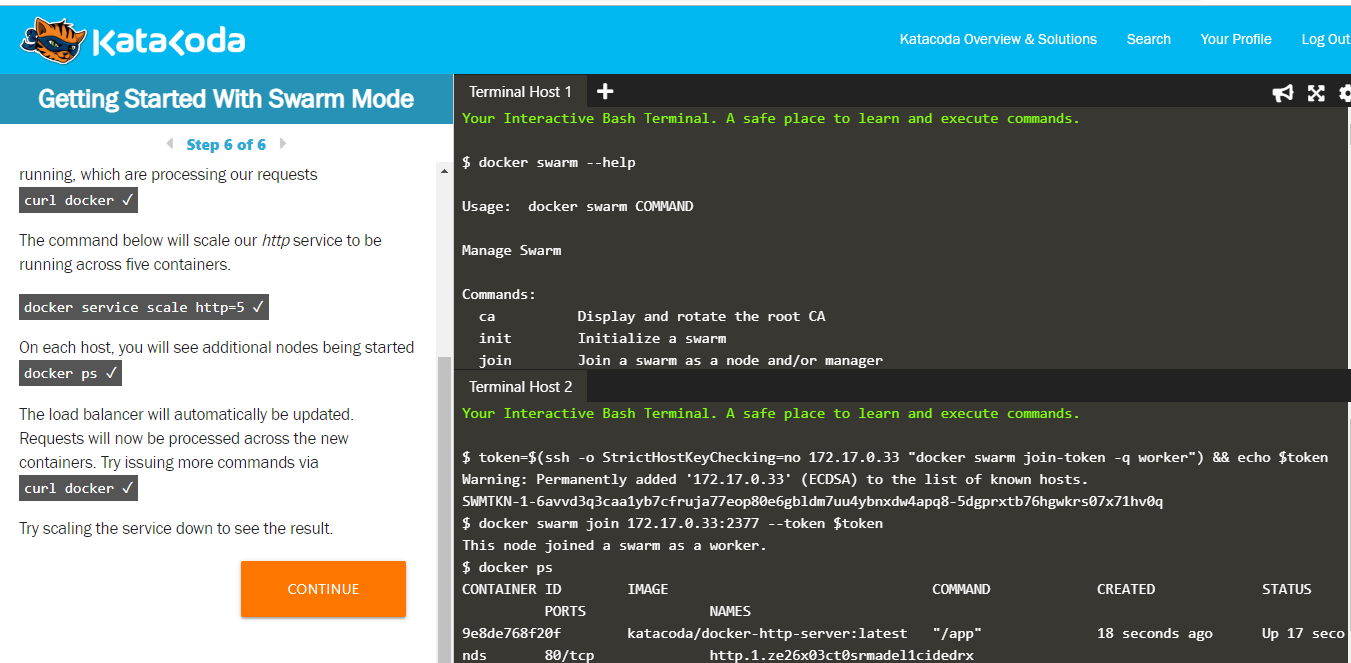 Katacoda
Katacoda Overview & Solutions
Search
Your Profile
Log Out
Getting Started With Swarm Mode
Step 6 of 6
running, which are processing our requests
curl docker ✓
The command below will scale our http service to be
running across five containers.
docker service scale http=5 ✓
On each host, you will see additional nodes being started
docker ps ✓
The load balancer will automatically be updated.
Requests will now be processed across the new
containers. Try issuing more commands via
curl docker ✓
Try scaling the service down to see the result.
CONTINUE
Terminal Host 1
Your Interactive Bash Terminal. A safe place to learn and execute commands.
$ docker swarm --help
Usage:  docker swarm COMMAND
Manage Swarm
Commands:
ca          Display and rotate the root CA
init        Initialize a swarm
join        Join a swarm as a node and/or manager
Terminal Host 2
Your Interactive Bash Terminal. A safe place to learn and execute commands.
$ token=$(ssh -o StrictHostKeyChecking=no 172.17.0.33 "docker swarm join-token -q worker") && echo $token
Warning: Permanently added '172.17.0.33' (ECDSA) to the list of known hosts.
SWMTKN-1-6avvd3q3caa1yb7cfruja77eop80e6gbldm7uu4ybnxdw4apq8-5dgprxtb76hgwkrs07x71hv0q
$ docker swarm join 172.17.0.33:2377 --token $token
This node joined a swarm as a worker.
$ docker ps
CONTAINER ID        IMAGE                                COMMAND             CREATED             STATUS
PORTS               NAMES
9e8de768f20f        katacoda/docker-http-server:latest   "/app"              18 seconds ago      Up 17 seco
nds       80/tcp              http.1.ze26x03ct0srmadel1cidedrx